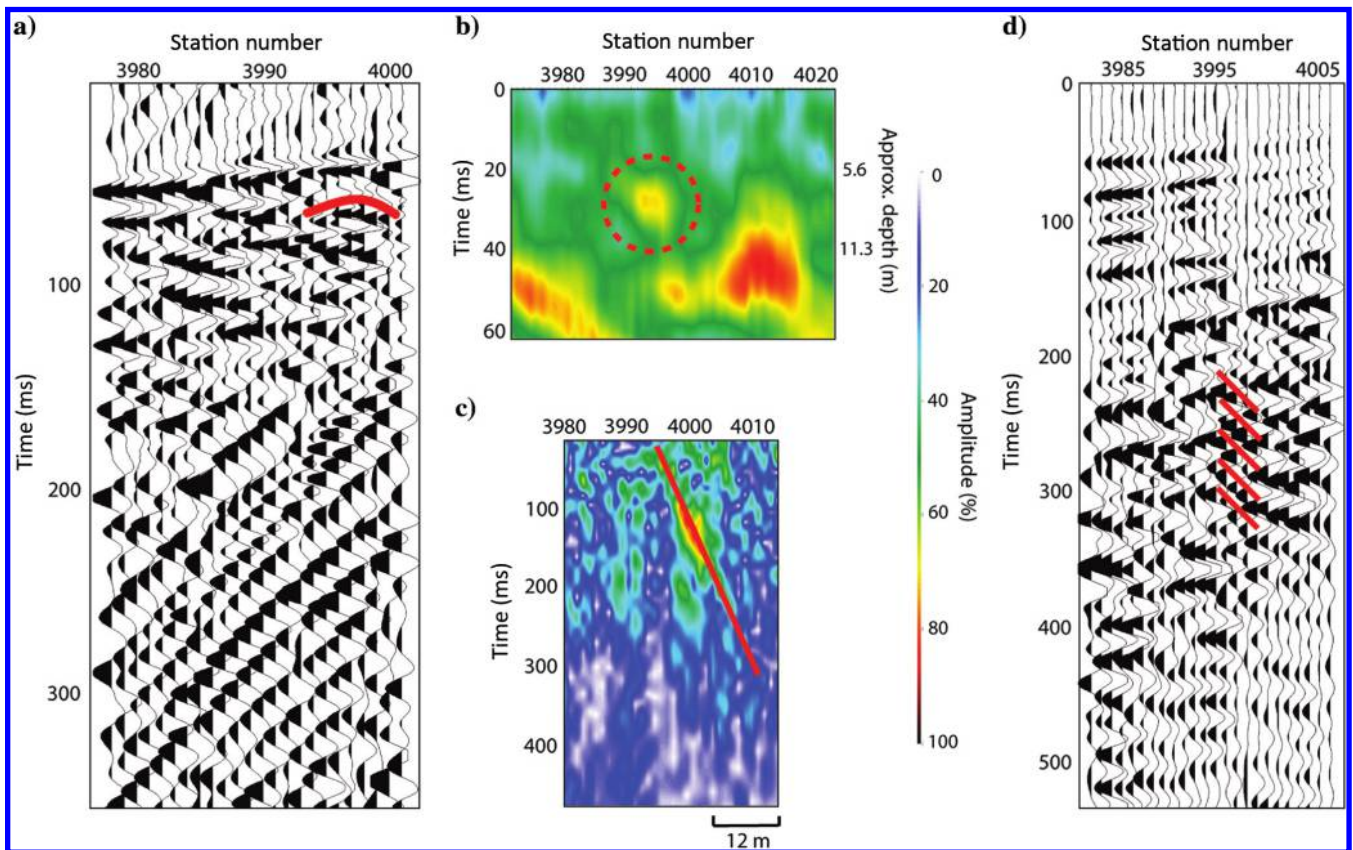 a)
Station number
3980 3990 4000
100
200
300
Time (ms)
b)
Station number
3980 3990 4000 4010 4020
0
20
40
60
Time (ms)
5.6
11.3
Approx. depth (m)
c)
3980 3990 4000 4010
100
200
300
400
Time (ms)
12 m
0
20
40
60
80
100
Amplitude (%)
d)
Station number
3985 3995 4005
0
100
200
300
400
500
Time (ms)